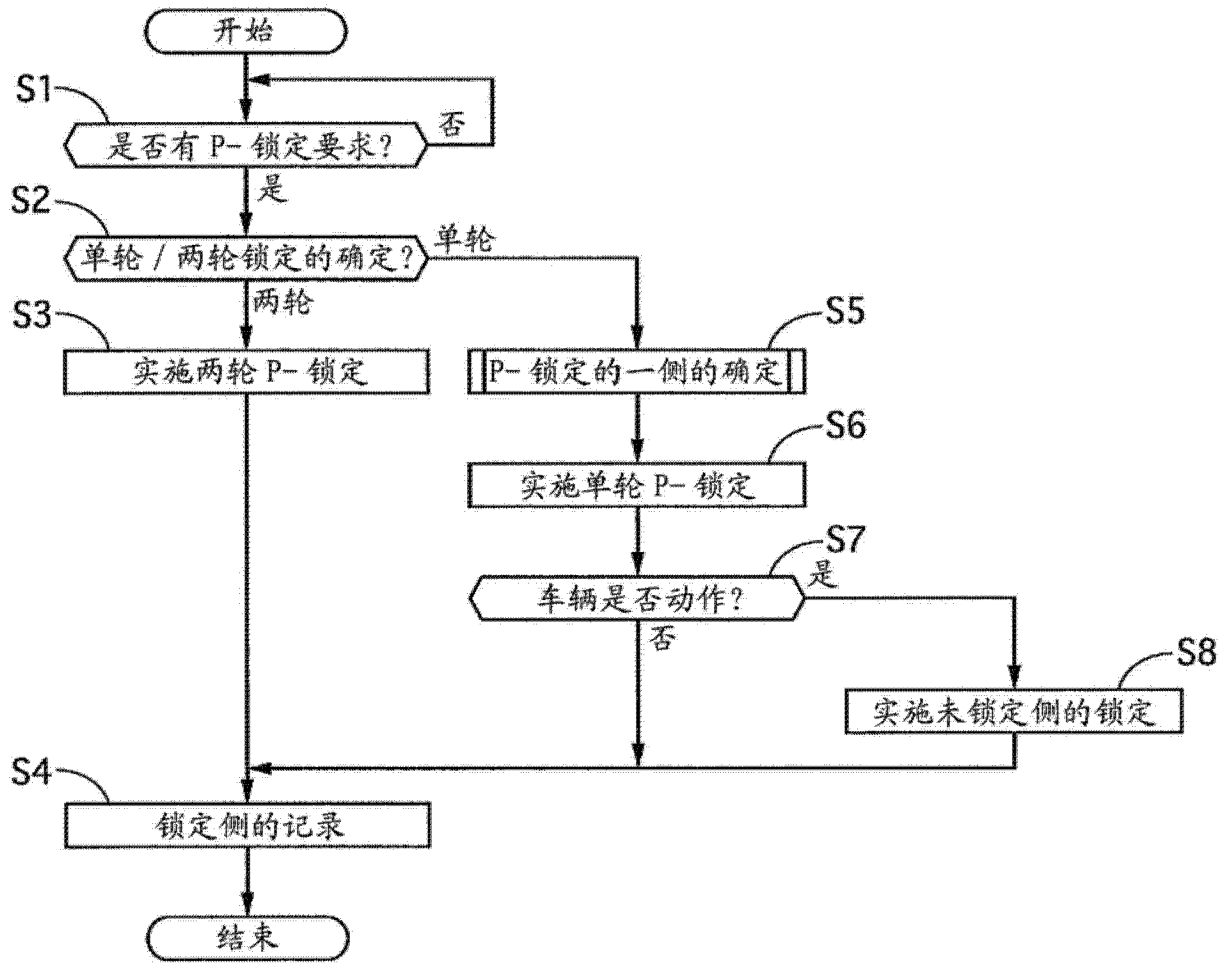 开始
S1
是否有 P- 锁定要求?
否
是
S2
单轮 / 两轮锁定的确定?
单轮
两轮
S3
实施两轮 P- 锁定
S5
P- 锁定的一侧的确定
S6
实施单轮 P- 锁定
S7
车辆是否动作?
是
否
S8
实施未锁定侧的锁定
S4
锁定侧的记录
结束